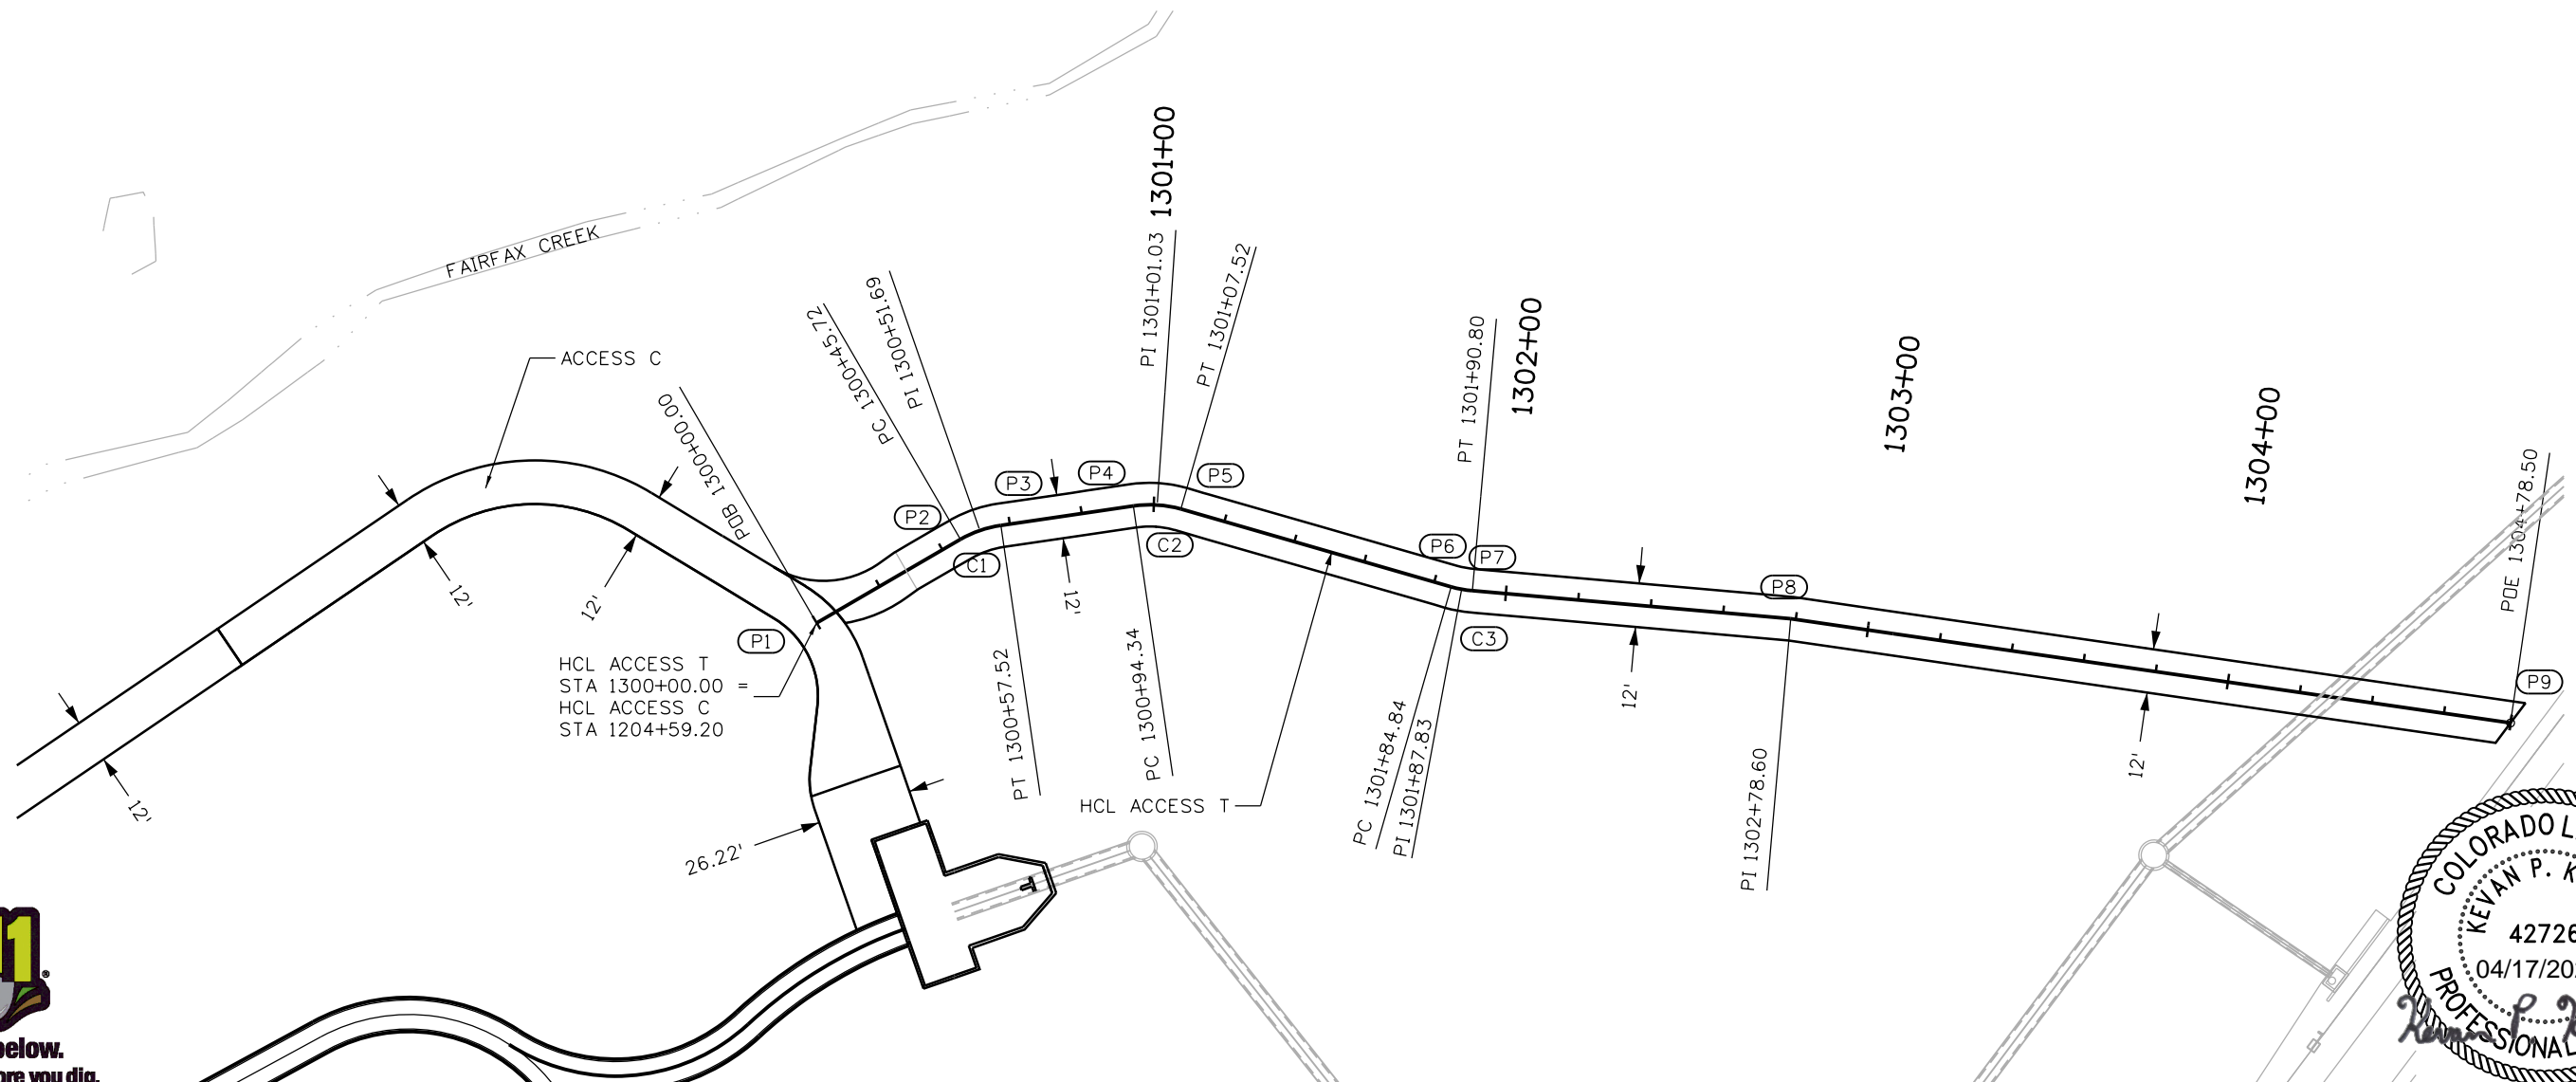 FAIRFAX CREEK
ACCESS C
POB 1300+00.00
PC 1300+45.72
PI 1300+51.69
PI 1301+01.03
1301+00
PT 1301+07.52
PT 1301+90.80
1302+00
1303+00
1304+00
POE 1304+78.50
P1
P2
P3
P4
P5
P6
P7
P8
P9
C1
C2
C3
12'
12'
12'
12'
12'
12'
HCL ACCESS T
STA 1300+00.00 =
HCL ACCESS C
STA 1204+59.20
PT 1300+57.52
PC 1300+94.34
HCL ACCESS T
PC 1301+84.84
PI 1301+87.83
PI 1302+78.60
26.22'
1
®
below.
you dig.
COLORADO
KEVAN P. K
42726
04/17/20
PROFESSIONAL